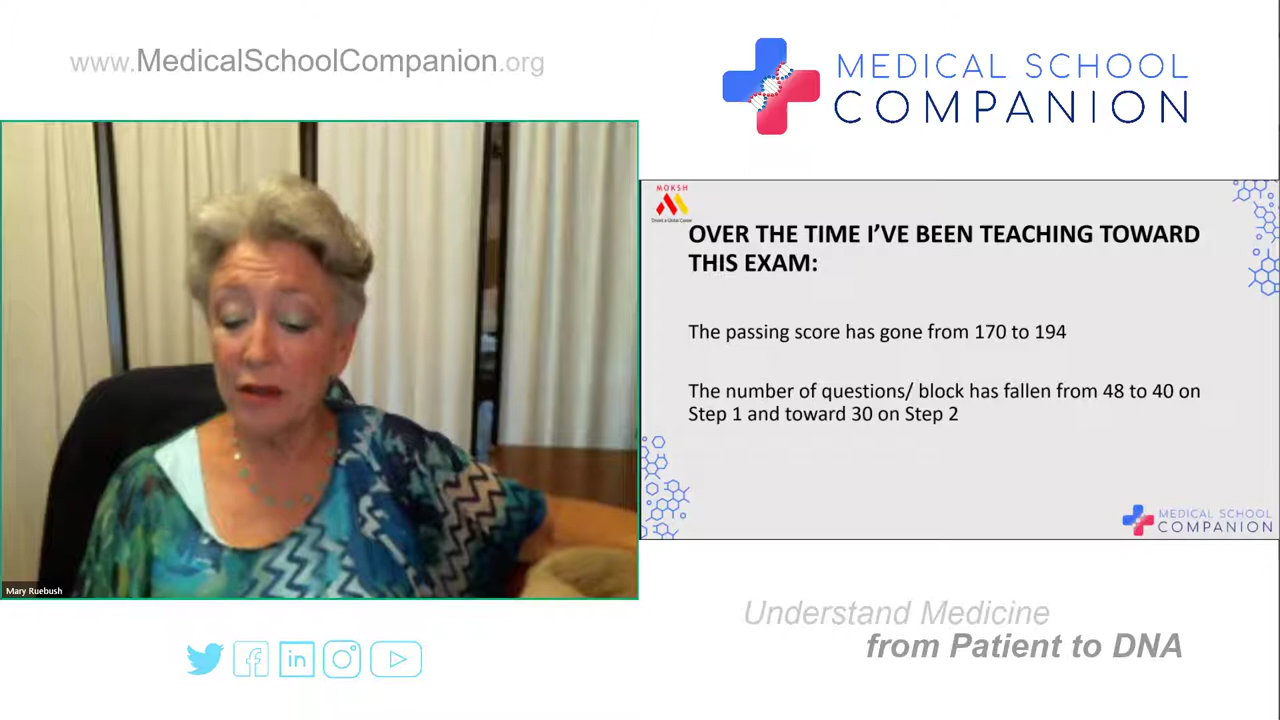 www.MedicalSchoolCompanion.org
MEDICAL SCHOOL
COMPANION
MOKSH
OVER THE TIME I'VE BEEN TEACHING TOWARD
THIS EXAM:
The passing score has gone from 170 to 194
The number of questions/ block has fallen from 48 to 40 on
Step 1 and toward 30 on Step 2
MEDICAL SCHOOL
COMPANION
Mary Ruebush
Understand Medicine
from Patient to DNA